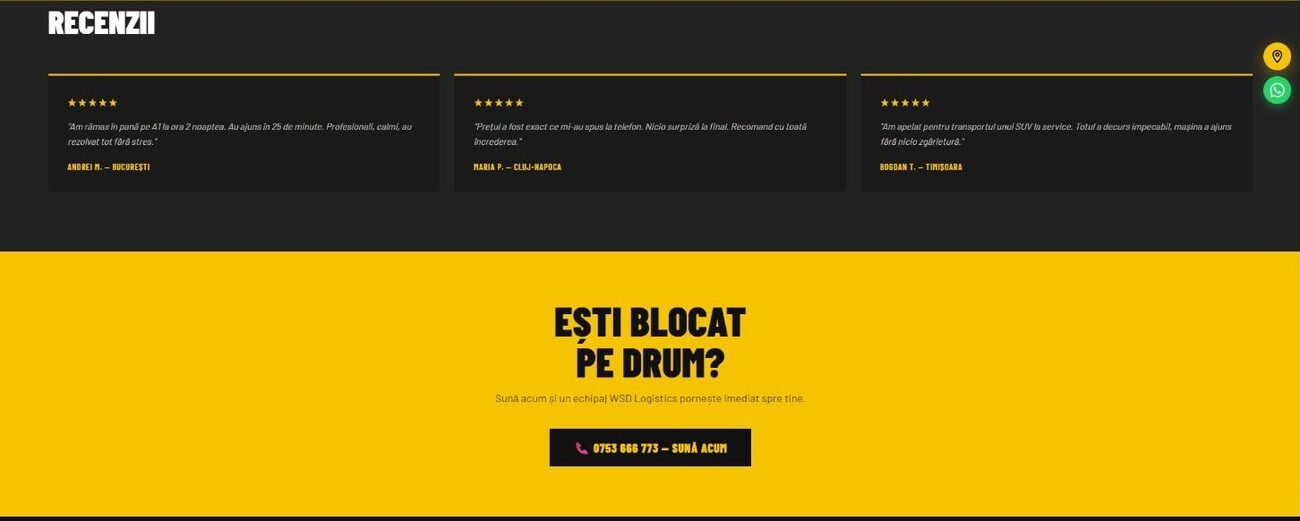 RECENZII
★★★★★
"Am rămas în pană pe A1 la ora 2 noaptea. Au ajuns în 25 de minute. Profesionali, calmi, au
rezolvat tot fără stres."
ANDREI M. — BUCUREȘTI
★★★★★
"Prețul a fost exact ce mi-au spus la telefon. Nicio surpriză la final. Recomand cu toată
încrederea."
MARIA P. — CLUJ-NAPOCA
★★★★★
"Am apelat pentru transportul unui SUV la service. Totul a decurs impecabil, mașina a ajuns
fără nicio zgârietură."
BOGDAN T. — TIMIȘOARA
EȘTI BLOCAT
PE DRUM?
Sună acum și un echipaj WSD Logistics pornește imediat spre tine.
0753 666 773 — SUNĂ ACUM